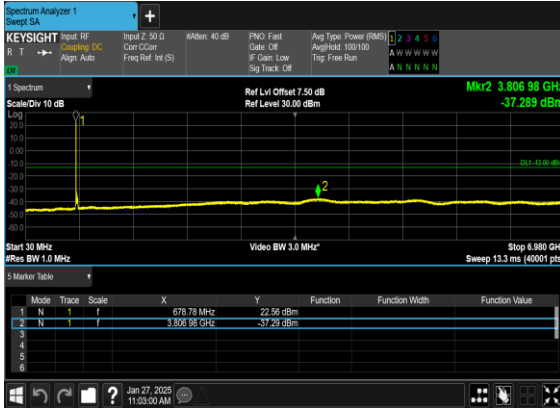 Spectrum Analyzer 1
Swept SA
+
KEYSIGHT
R T
Input: RF
Coupling: DC
Align: Auto
Input Z: 50 Ω
Corr CCorr
Freq Ref: Int (S)
#Atten: 40 dB
PNO: Fast
Gate: Off
IF Gain: Low
Sig Track: Off
Avg Type: Power (RMS)
Avg|Hold: 100/100
Trig: Free Run
1 2 3 4 5 6
A W W W W W
A N N N N N
1 Spectrum
Scale/Div 10 dB
Log
Ref Lvl Offset 7.50 dB
Ref Level 30.00 dBm
Mkr2 3.806 98 GHz
-37.289 dBm
20.0
10.0
0.00
-10.0
-20.0
-30.0
-40.0
-50.0
-60.0
1
2
DL1 -13.00 dBm
Start 30 MHz
#Res BW 1.0 MHz
Video BW 3.0 MHz*
Stop 6.980 GHz
Sweep 13.3 ms (40001 pts)
5 Marker Table
Mode Trace Scale X Y Function Function Width Function Value
1 N 1 f 678.78 MHz 22.56 dBm
2 N 1 f 3.806 98 GHz -37.29 dBm
3
4
5
6
?
Jan 27, 2025
11:03:00 AM